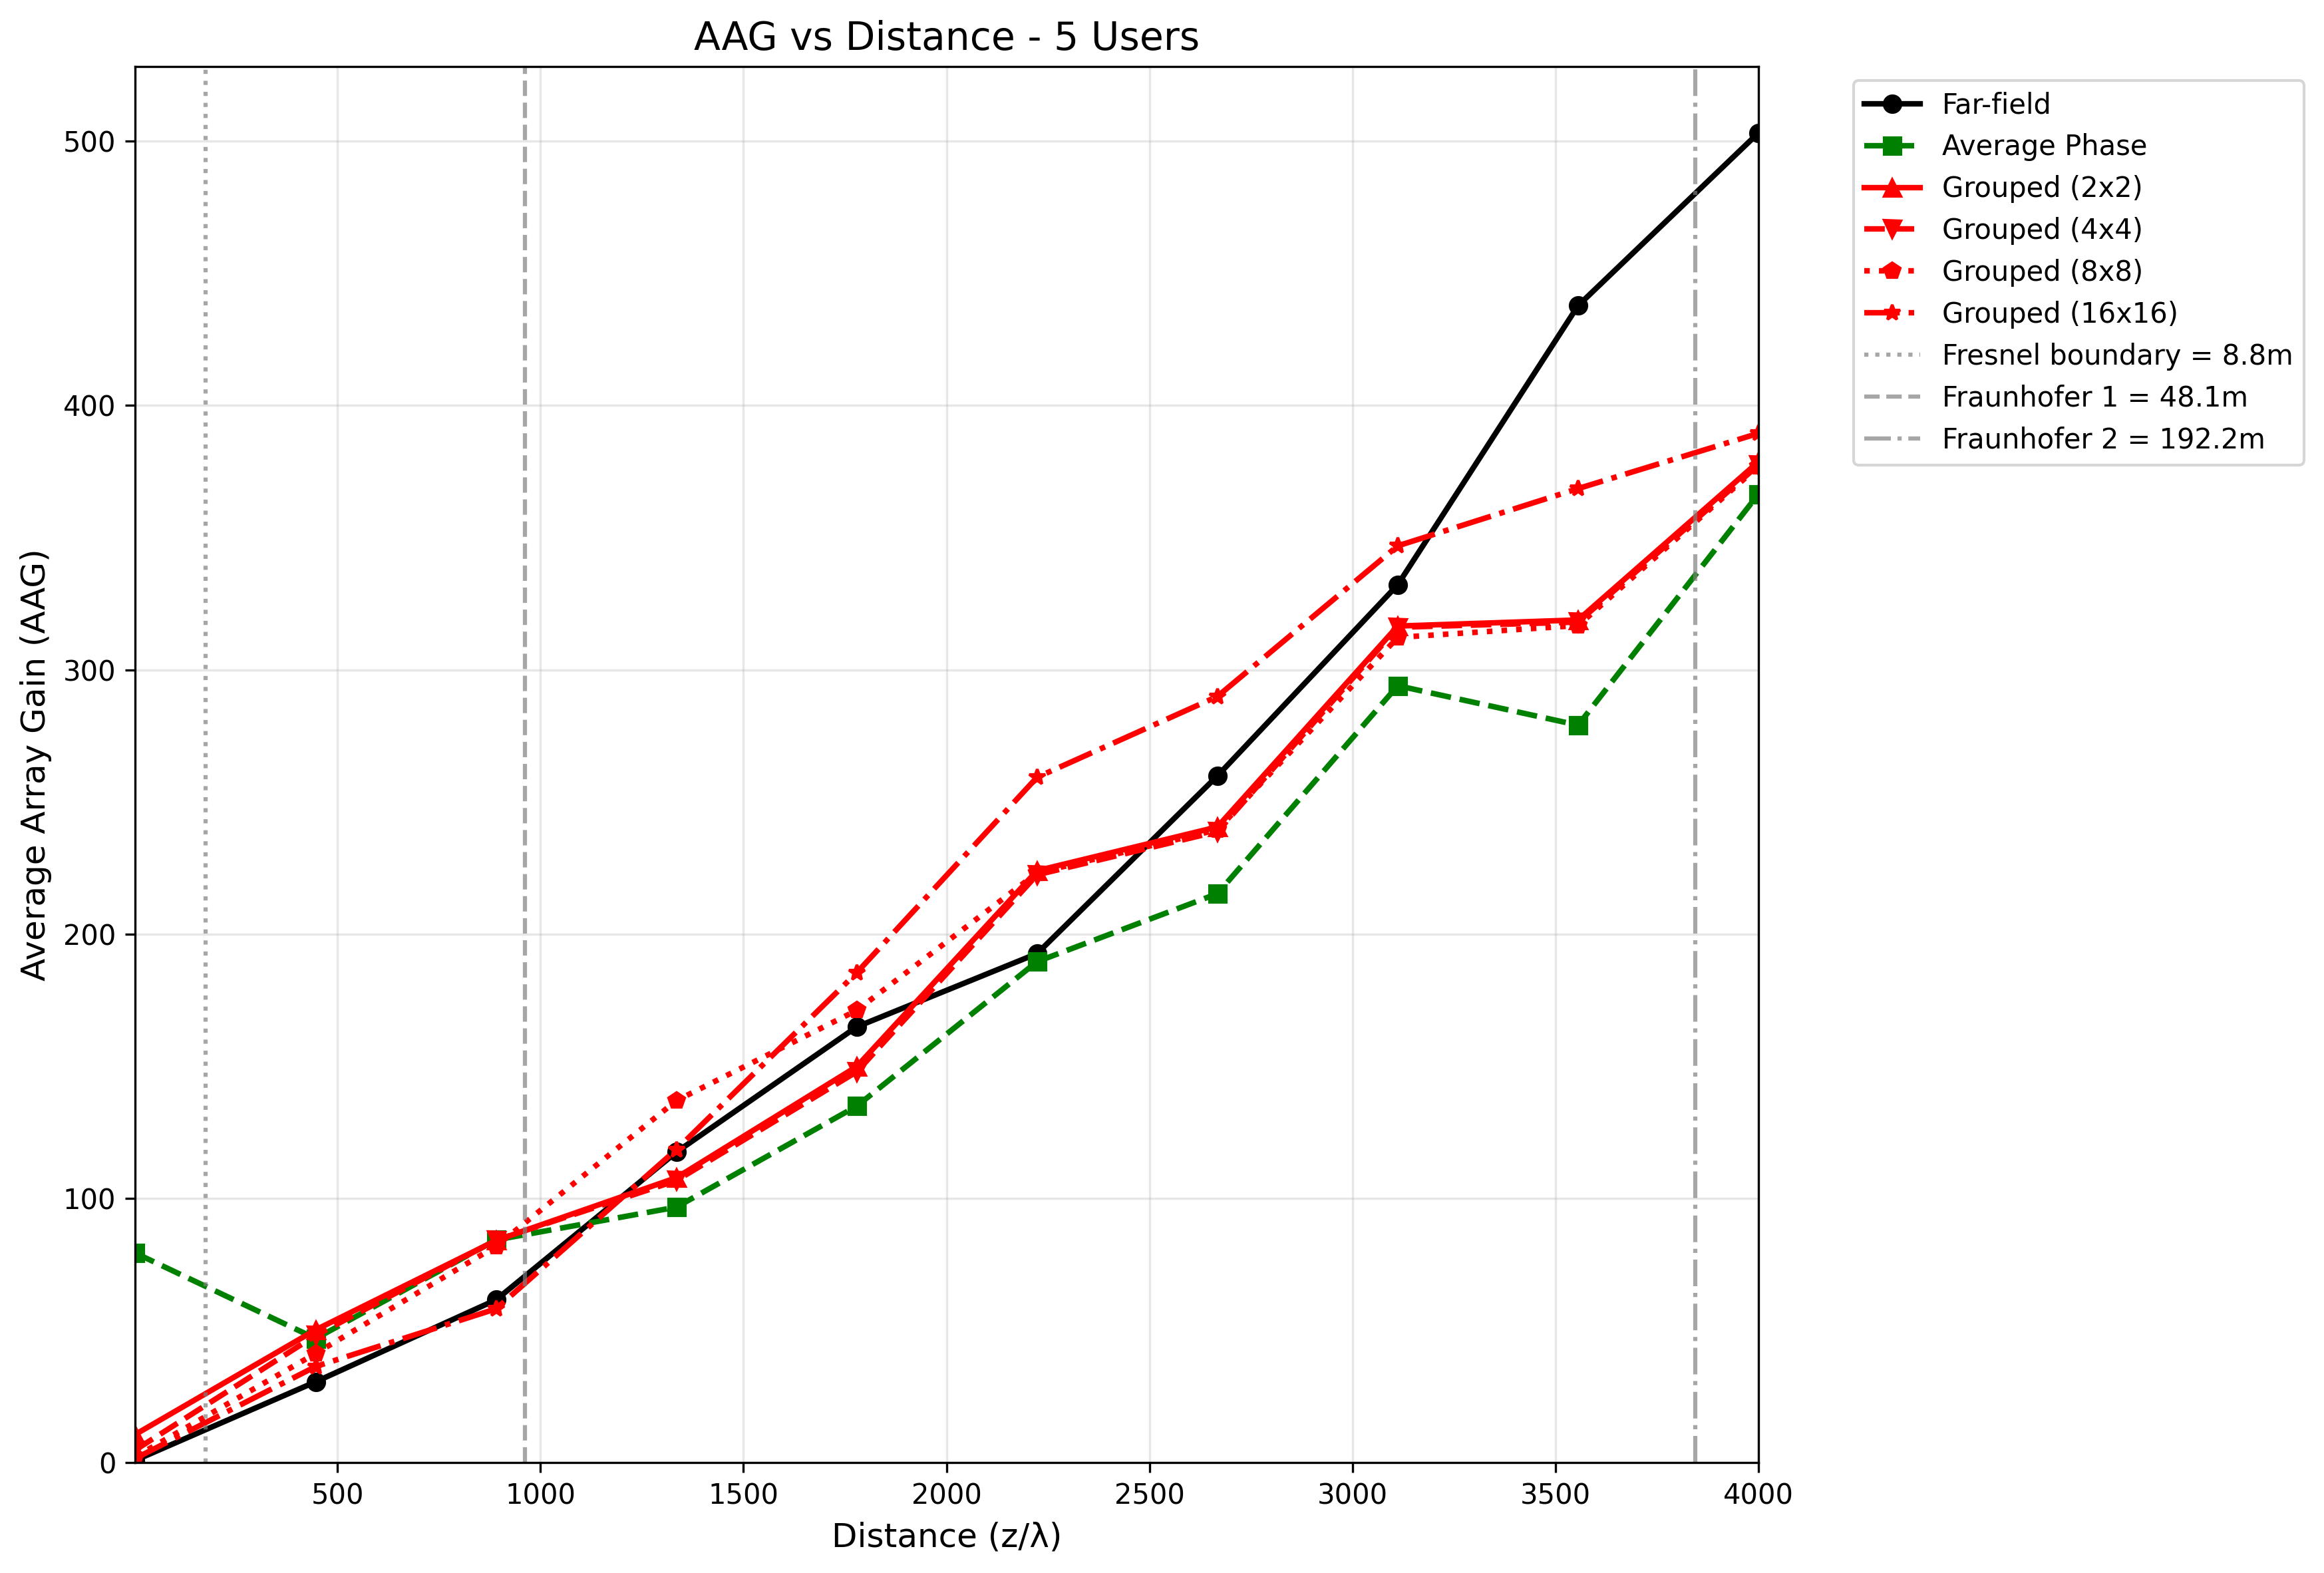 AAG vs Distance - 5 Users
Average Array Gain (AAG)
500
400
300
200
100
0
500 1000 1500 2000 2500 3000 3500 4000
Distance (z/λ)
Far-field
Average Phase
Grouped (2x2)
Grouped (4x4)
Grouped (8x8)
Grouped (16x16)
Fresnel boundary = 8.8m
Fraunhofer 1 = 48.1m
Fraunhofer 2 = 192.2m